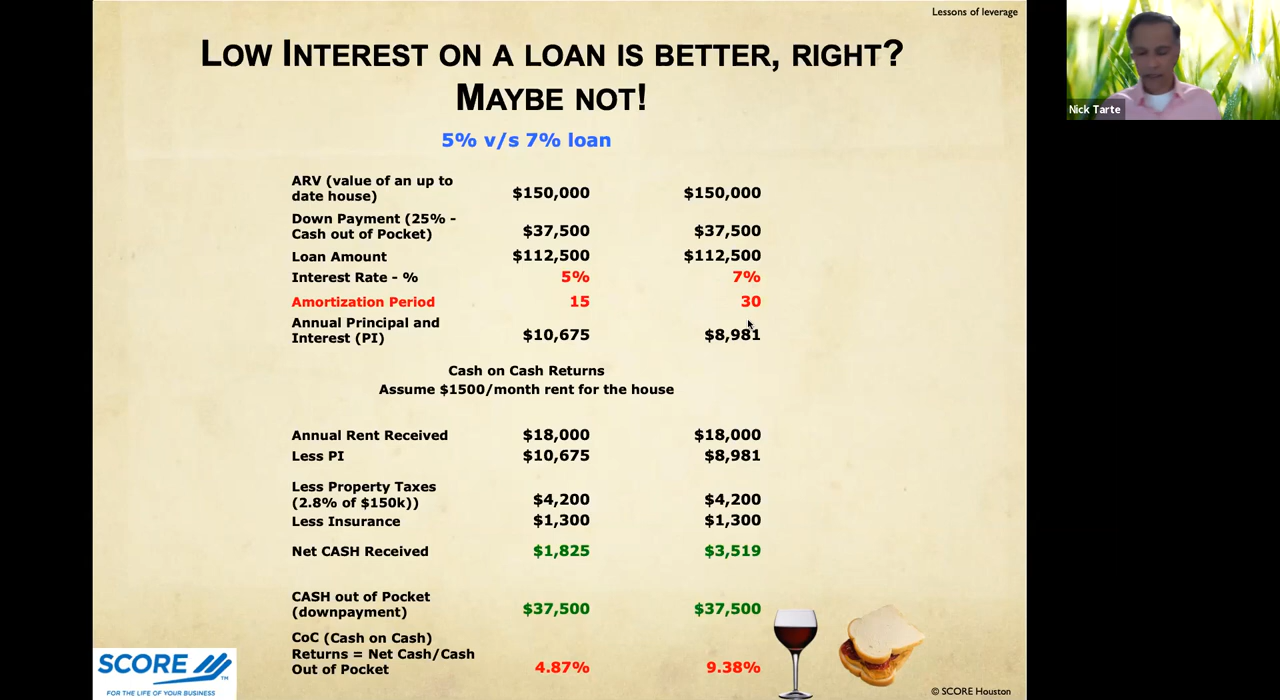 Lessons of leverage
LOW INTEREST ON A LOAN IS BETTER, RIGHT?
MAYBE NOT!
5% v/s 7% loan
ARV (value of an up to
date house) $150,000 $150,000
Down Payment (25% -
Cash out of Pocket) $37,500 $37,500
Loan Amount $112,500 $112,500
Interest Rate - % 5% 7%
Amortization Period 15 30
Annual Principal and
Interest (PI) $10,675 $8,981
Cash on Cash Returns
Assume $1500/month rent for the house
Annual Rent Received $18,000 $18,000
Less PI $10,675 $8,981
Less Property Taxes
(2.8% of $150k)) $4,200 $4,200
Less Insurance $1,300 $1,300
Net CASH Received $1,825 $3,519
CASH out of Pocket
(downpayment) $37,500 $37,500
CoC (Cash on Cash)
Returns = Net Cash/Cash
Out of Pocket 4.87% 9.38%
SCORE TM
FOR THE LIFE OF YOUR BUSINESS
© SCORE Houston
Nick Tarte